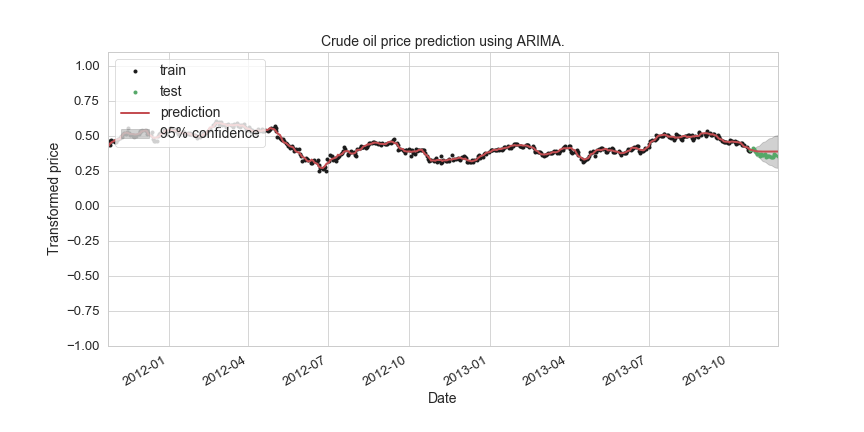 Crude oil price prediction using ARIMA.
train
test
prediction
95% confidence
1.00
0.75
0.50
0.25
0.00
−0.25
−0.50
−0.75
−1.00
Transformed price
2012-01
2012-04
2012-07
2012-10
2013-01
2013-04
2013-07
2013-10
Date